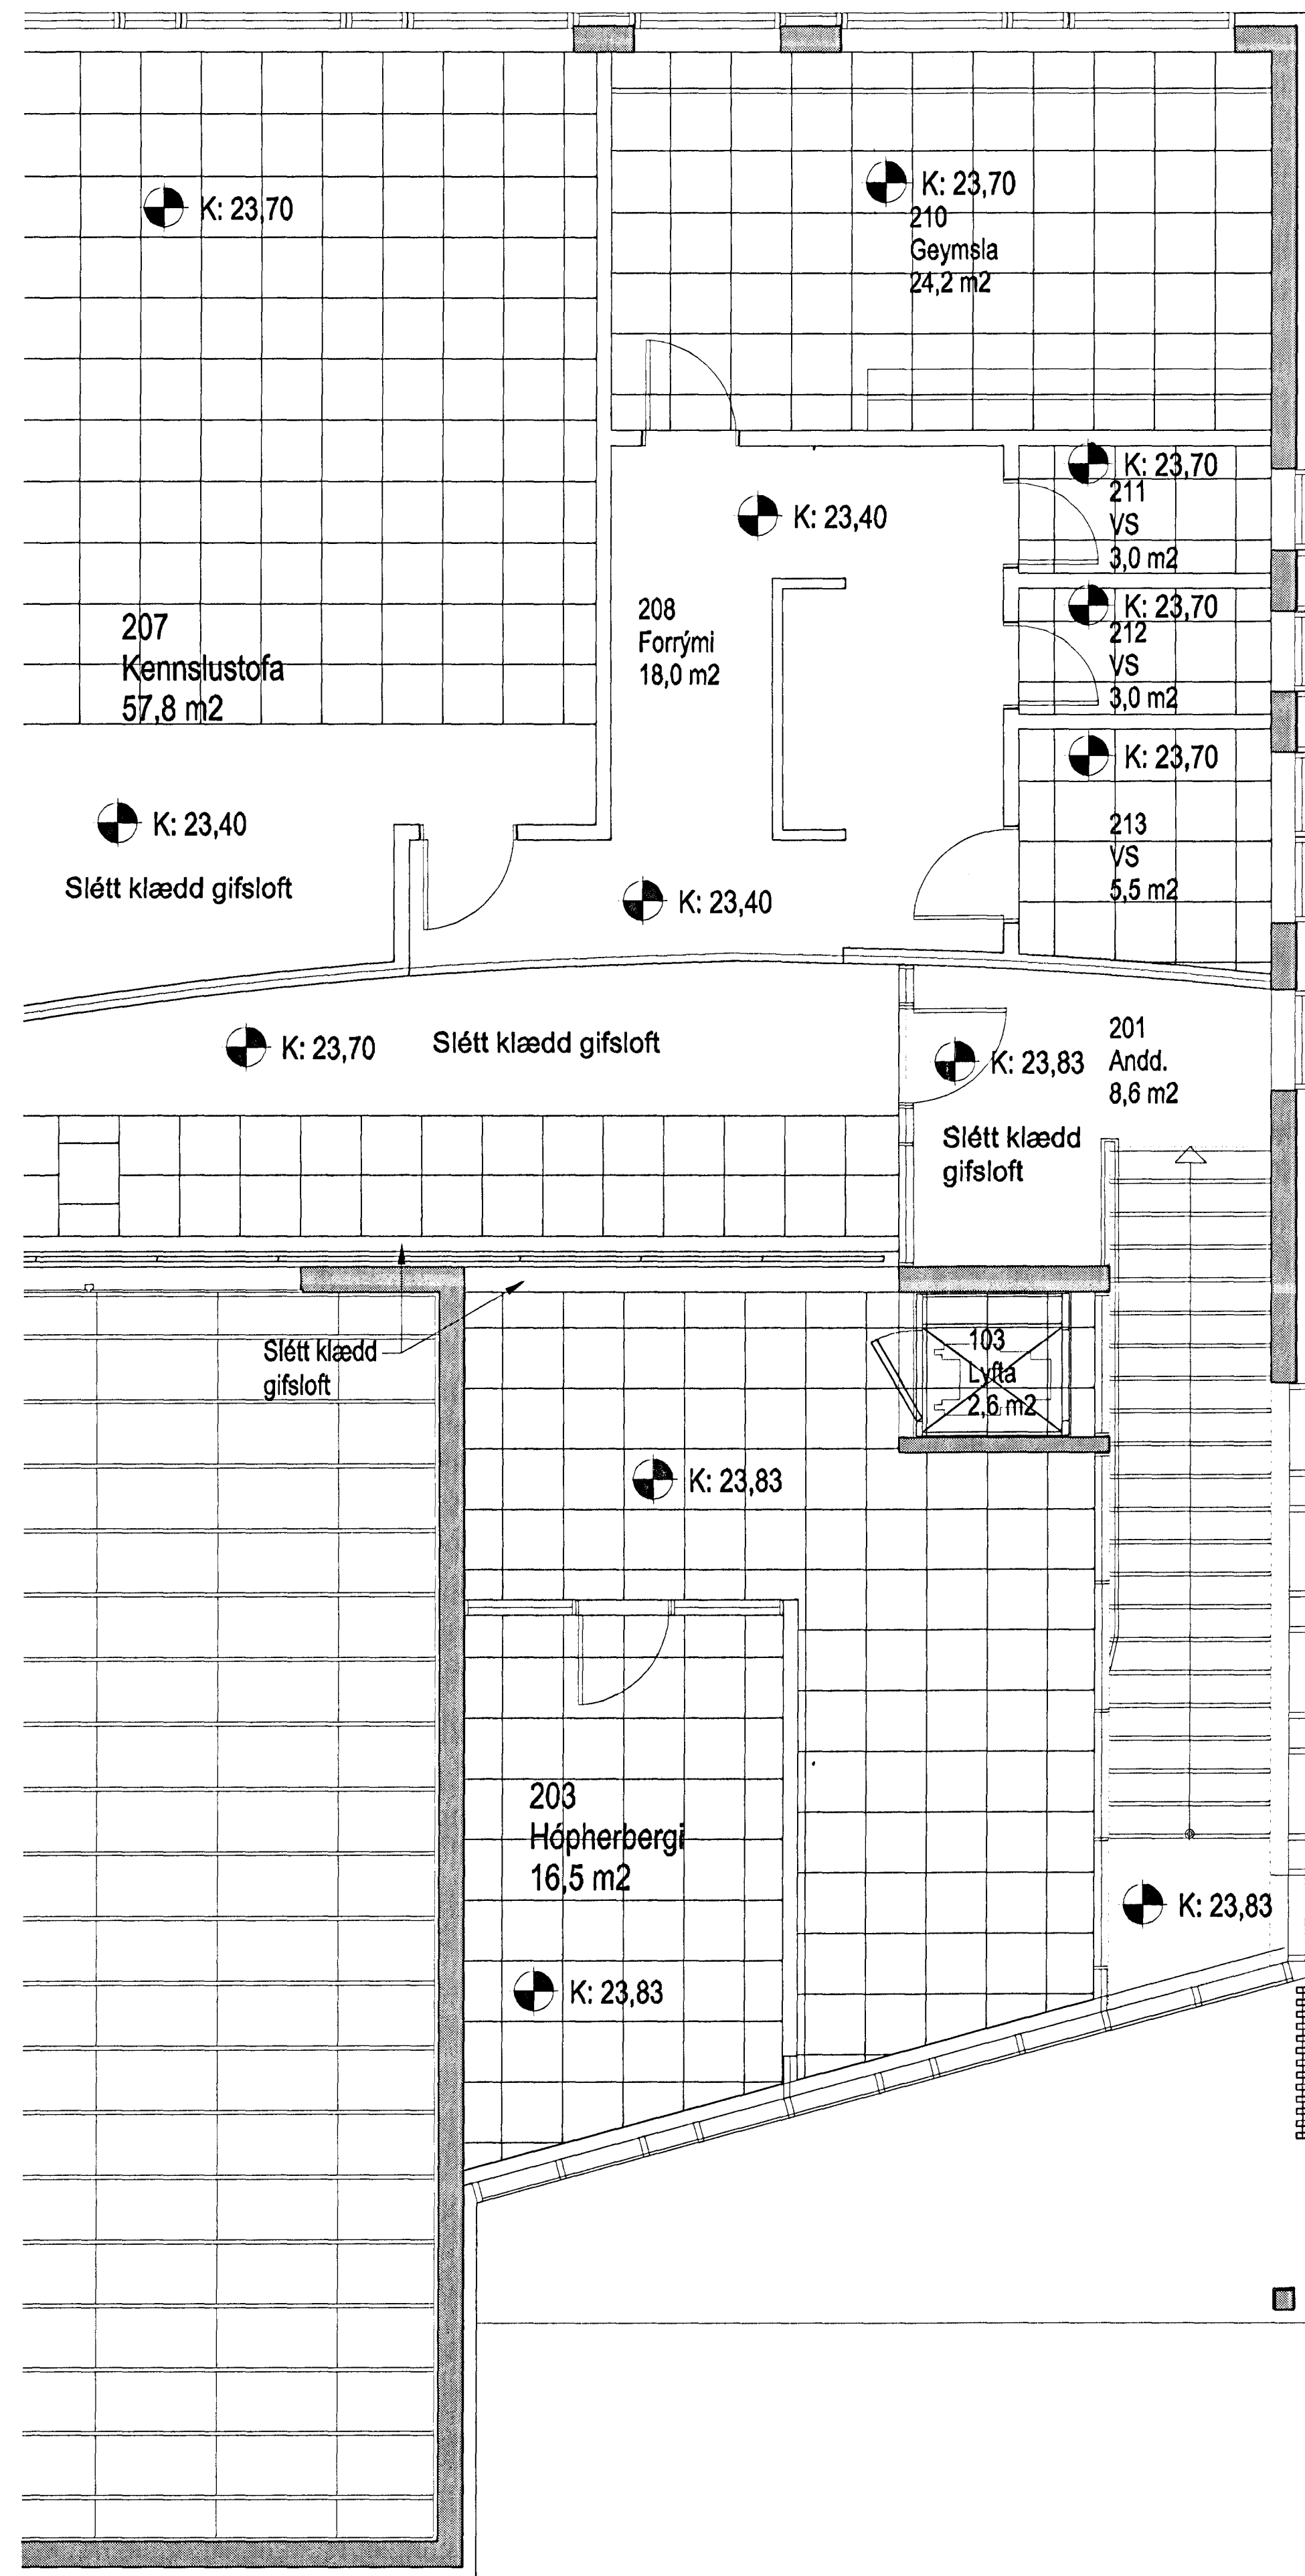 K: 23,70
K: 23,70
210
Geymsla
24,2 m2
K: 23,70
211
VS
3,0 m2
K: 23,40
K: 23,70
212
VS
3,0 m2
208
Forrými
18,0 m2
207
Kennslustofa
57,8 m2
K: 23,70
213
VS
5,5 m2
K: 23,40
Slétt klædd gifsloft
K: 23,40
K: 23,70
Slétt klædd gifsloft
K: 23,83
201
Andd.
8,6 m2
Slétt klædd
gifsloft
Slétt klædd
gifsloft
103
Lyfta
2,6 m2
K: 23,83
203
Hópherbergi
16,5 m2
K: 23,83
K: 23,83